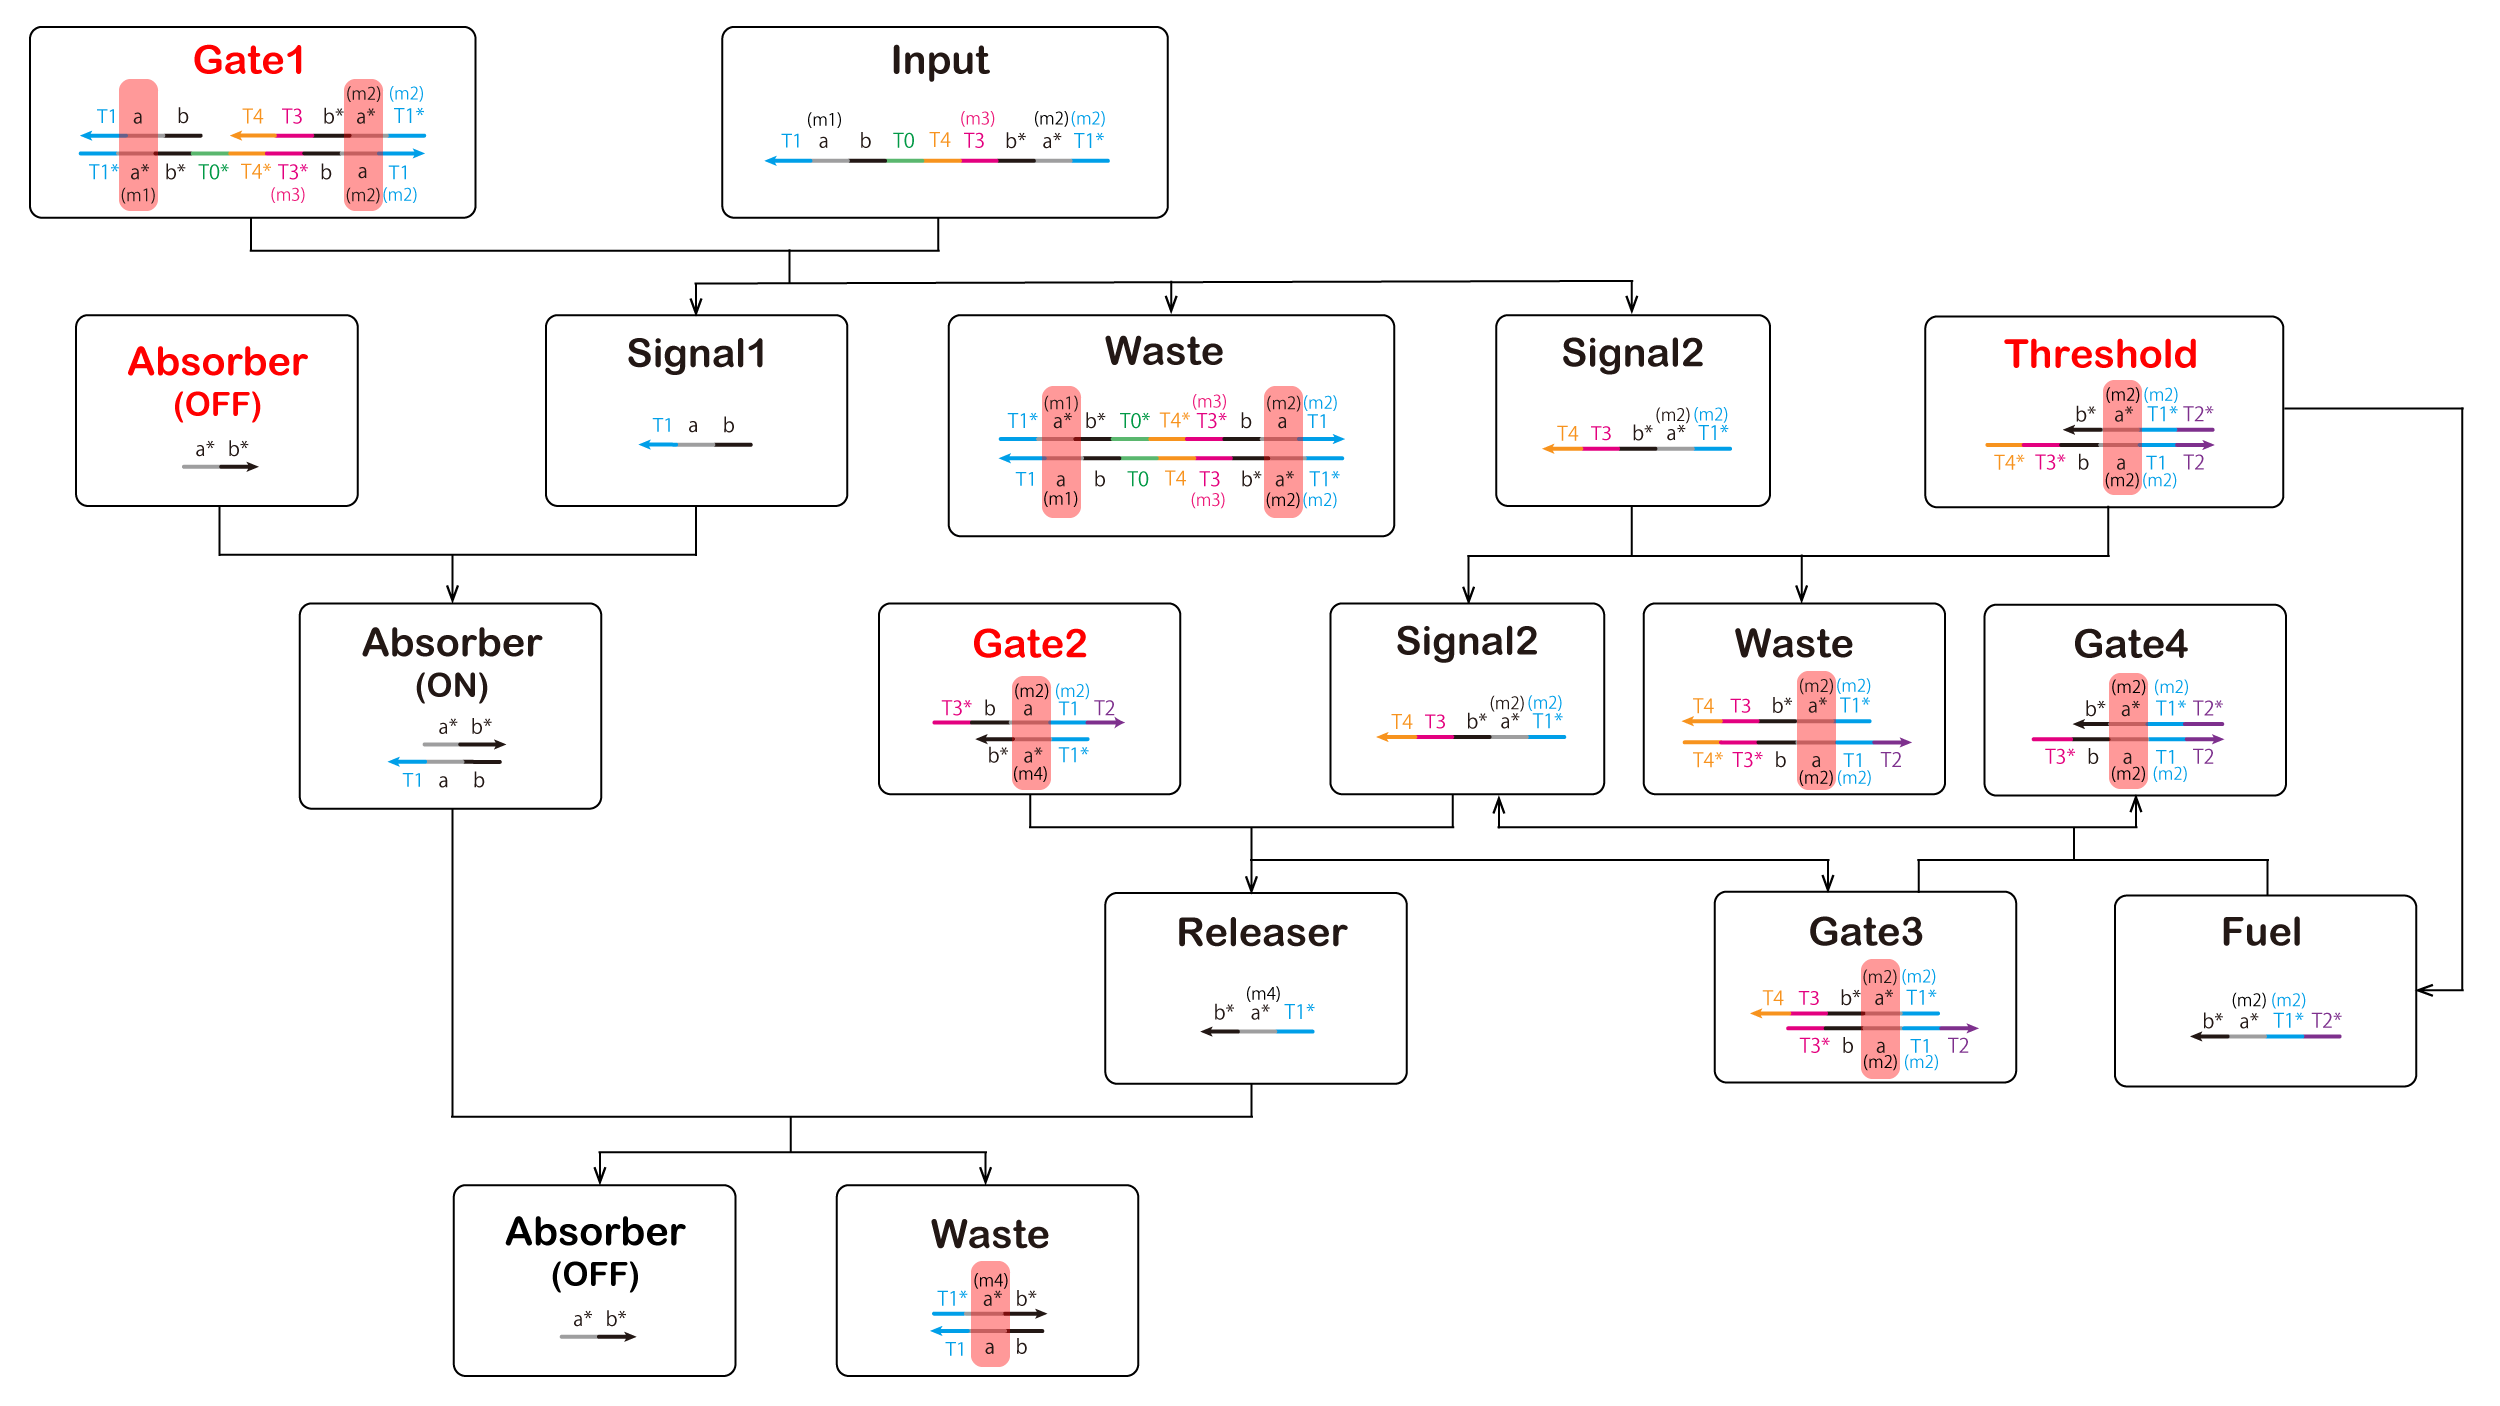 Gate1
(m2) (m2)
T1 a b T4 T3 b* a* T1*
T1* a* b* T0* T4* T3* b a T1
(m1) (m3) (m2) (m2)
Input
(m1) (m3) (m2) (m2)
T1 a b T0 T4 T3 b* a* T1*
Absorber
(OFF)
a* b*
Signal1
T1 a b
Waste
(m1) (m3) (m2) (m2)
T1* a* b* T0* T4* T3* b a T1
T1 a b T0 T4 T3 b* a* T1*
(m1) (m3) (m2) (m2)
Signal2
(m2) (m2)
T4 T3 b* a* T1*
Threshold
(m2) (m2)
b* a* T1* T2*
T4* T3* b a T1 T2
(m2) (m2)
Absorber
(ON)
a* b*
T1 a b
Gate2
(m2) (m2)
T3* b a T1 T2
b* a* T1*
(m4)
Signal2
(m2) (m2)
T4 T3 b* a* T1*
Waste
(m2) (m2)
T4 T3 b* a* T1*
T4* T3* b a T1 T2
(m2) (m2)
Gate4
(m2) (m2)
b* a* T1* T2*
T3* b a T1 T2
(m2) (m2)
Releaser
(m4)
b* a* T1*
Gate3
(m2) (m2)
T4 T3 b* a* T1*
T3* b a T1 T2
(m2) (m2)
Fuel
(m2) (m2)
b* a* T1* T2*
Absorber
(OFF)
a* b*
Waste
(m4)
T1* a* b*
T1 a b